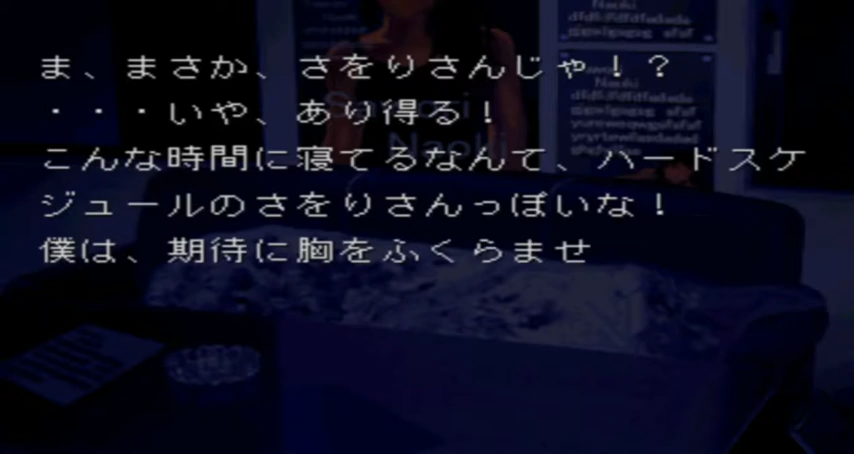 ま、まさか、さをりさんじゃ！？
・・・いや、あり得る！
こんな時間に寝てるなんて、ハードスケ
ジュールのさをりさんっぽいな！
僕は、期待に胸をふくらませ
Naoki